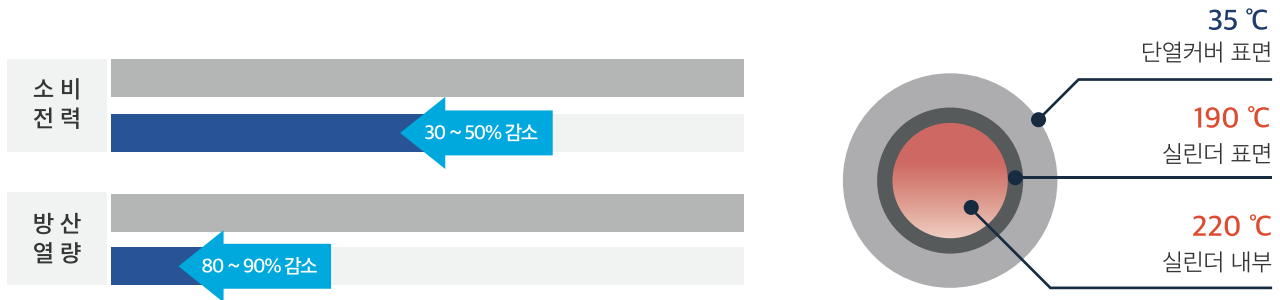 소 비
전 력
30 ~ 50% 감소
방 산
열 량
80 ~ 90% 감소
35 ℃
단열커버 표면
190 ℃
실린더 표면
220 ℃
실린더 내부